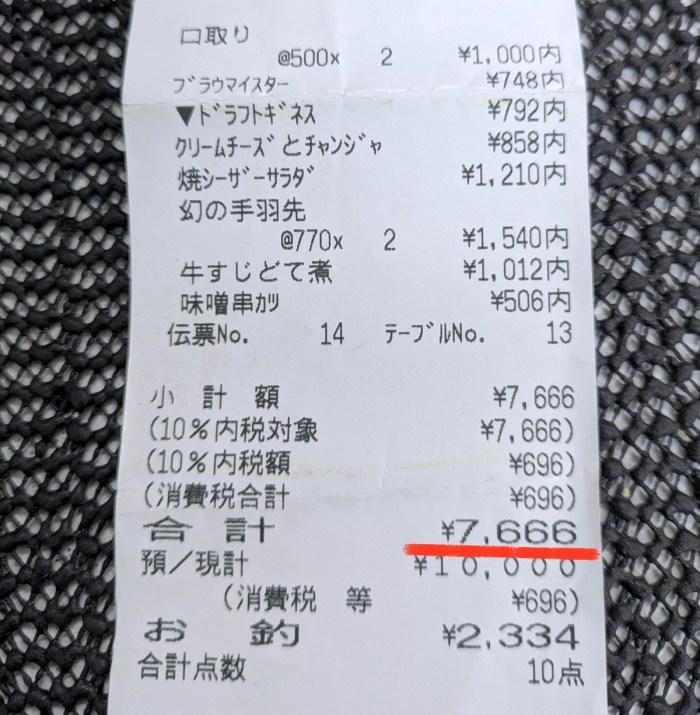 口取り
@500x 2 ¥1,000内
ﾌﾞﾗｳﾏｲｽﾀｰ ¥748内
▼ﾄﾞﾗﾌﾄｷﾞﾈｽ ¥792内
ｸﾘｰﾑﾁｰｽﾞとﾁｬﾝｼﾞｬ ¥858内
焼ｼｰｻﾞｰｻﾗﾀﾞ ¥1,210内
幻の手羽先
@770x 2 ¥1,540内
牛すじどて煮 ¥1,012内
味噌串ｶﾂ ¥506内
伝票No. 14 ﾃｰﾌﾞﾙNo. 13
小計額 ¥7,666
(10%内税対象 ¥7,666)
(10%内税額 ¥696)
(消費税合計 ¥696)
合計 ¥7,666
預／現計 ¥10,000
(消費税 等 ¥696)
お釣 ¥2,334
合計点数 10点